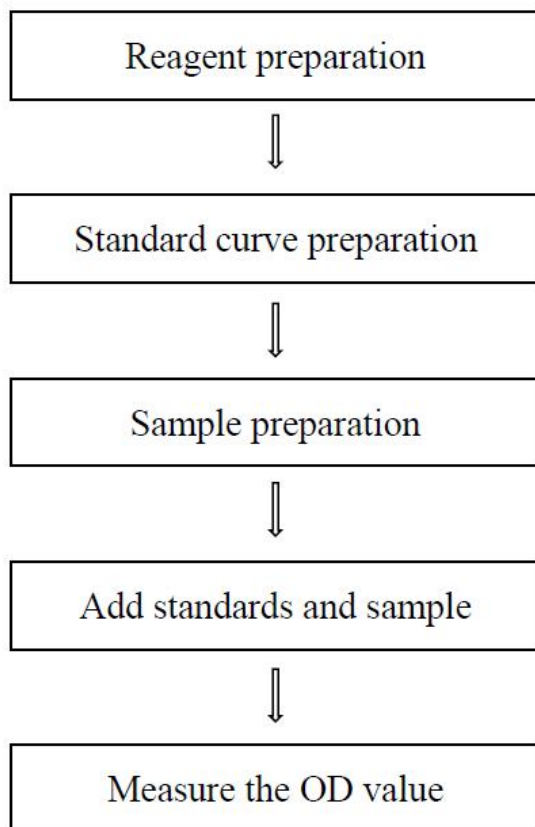 Reagent preparation
Standard curve preparation
Sample preparation
Add standards and sample
Measure the OD value